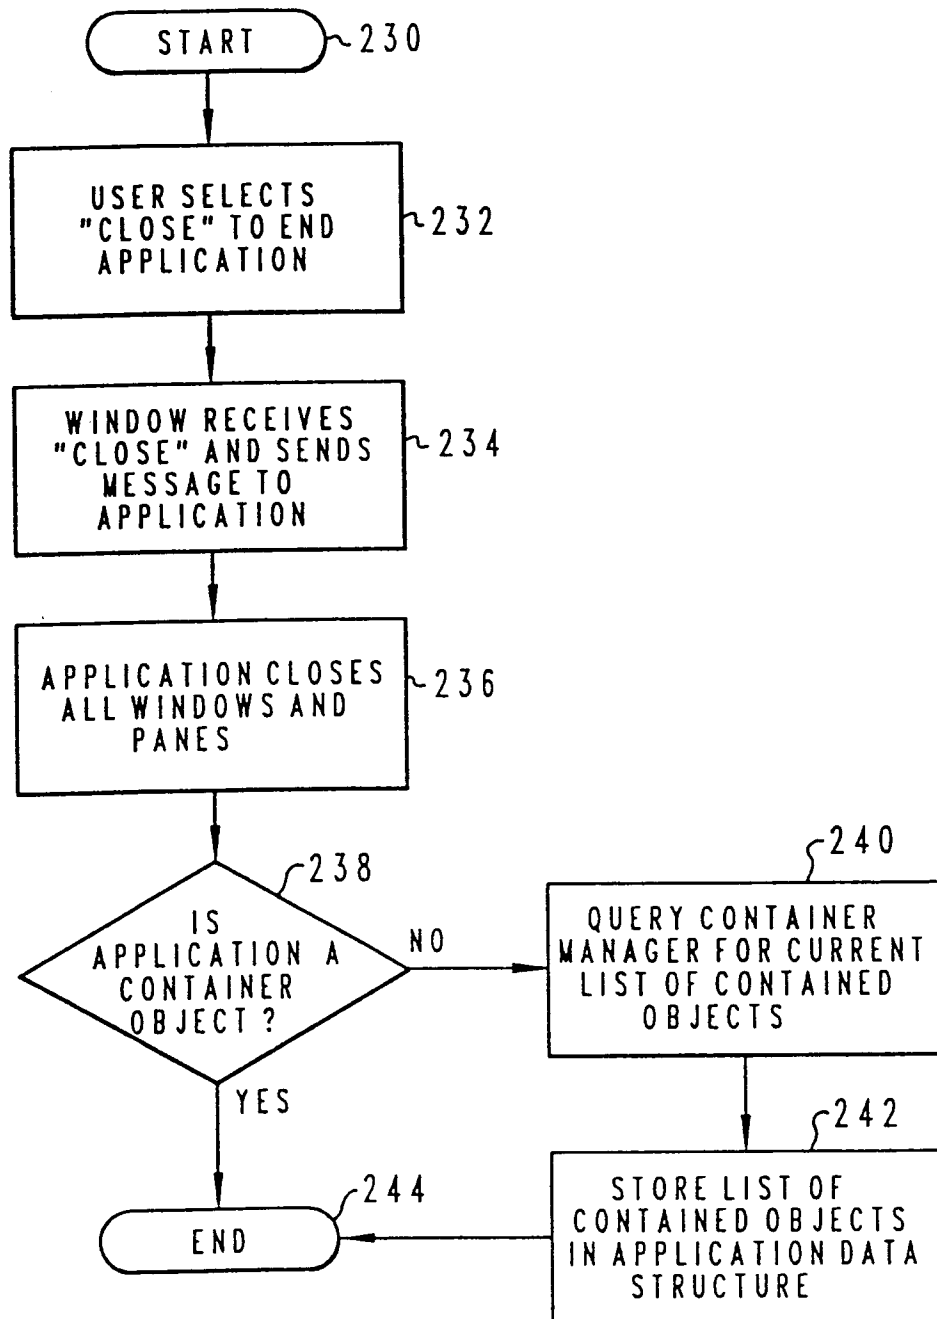 START
230
USER SELECTS
"CLOSE" TO END
APPLICATION
232
WINDOW RECEIVES
"CLOSE" AND SENDS
MESSAGE TO
APPLICATION
234
APPLICATION CLOSES
ALL WINDOWS AND
PANES
236
238
IS
APPLICATION A
CONTAINER
OBJECT ?
NO
YES
240
QUERY CONTAINER
MANAGER FOR CURRENT
LIST OF CONTAINED
OBJECTS
242
STORE LIST OF
CONTAINED OBJECTS
IN APPLICATION DATA
STRUCTURE
244
END